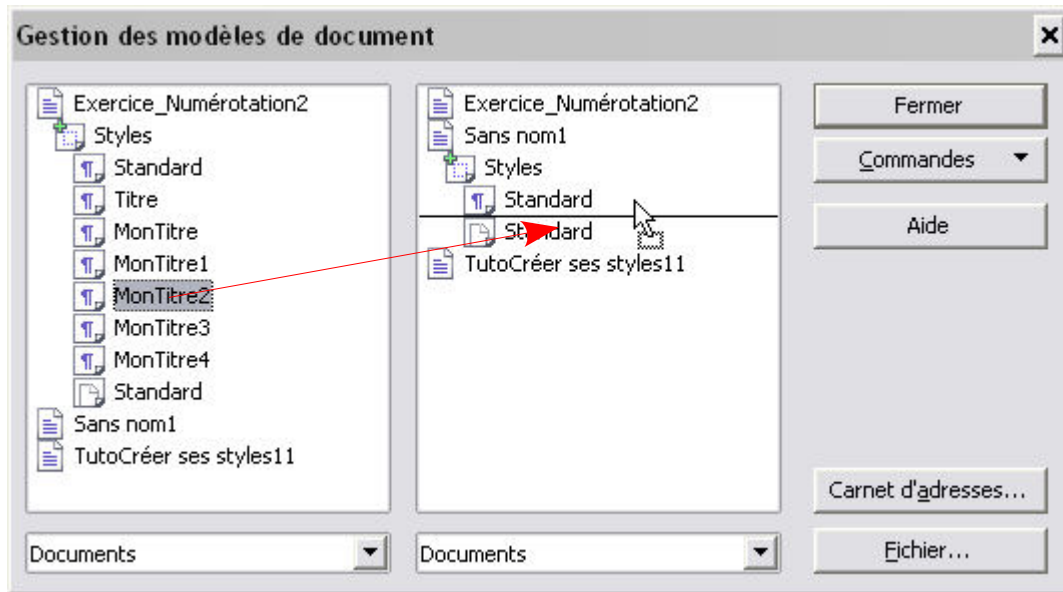 Gestion des modèles de document
Exercice_Numérotation2
Styles
Standard
Titre
MonTitre
MonTitre1
MonTitre2
MonTitre3
MonTitre4
Standard
Sans nom1
TutoCréer ses styles11
Documents
Exercice_Numérotation2
Sans nom1
Styles
Standard
Standard
TutoCréer ses styles11
Documents
Fermer
Commandes
Aide
Carnet d'adresses...
Fichier...